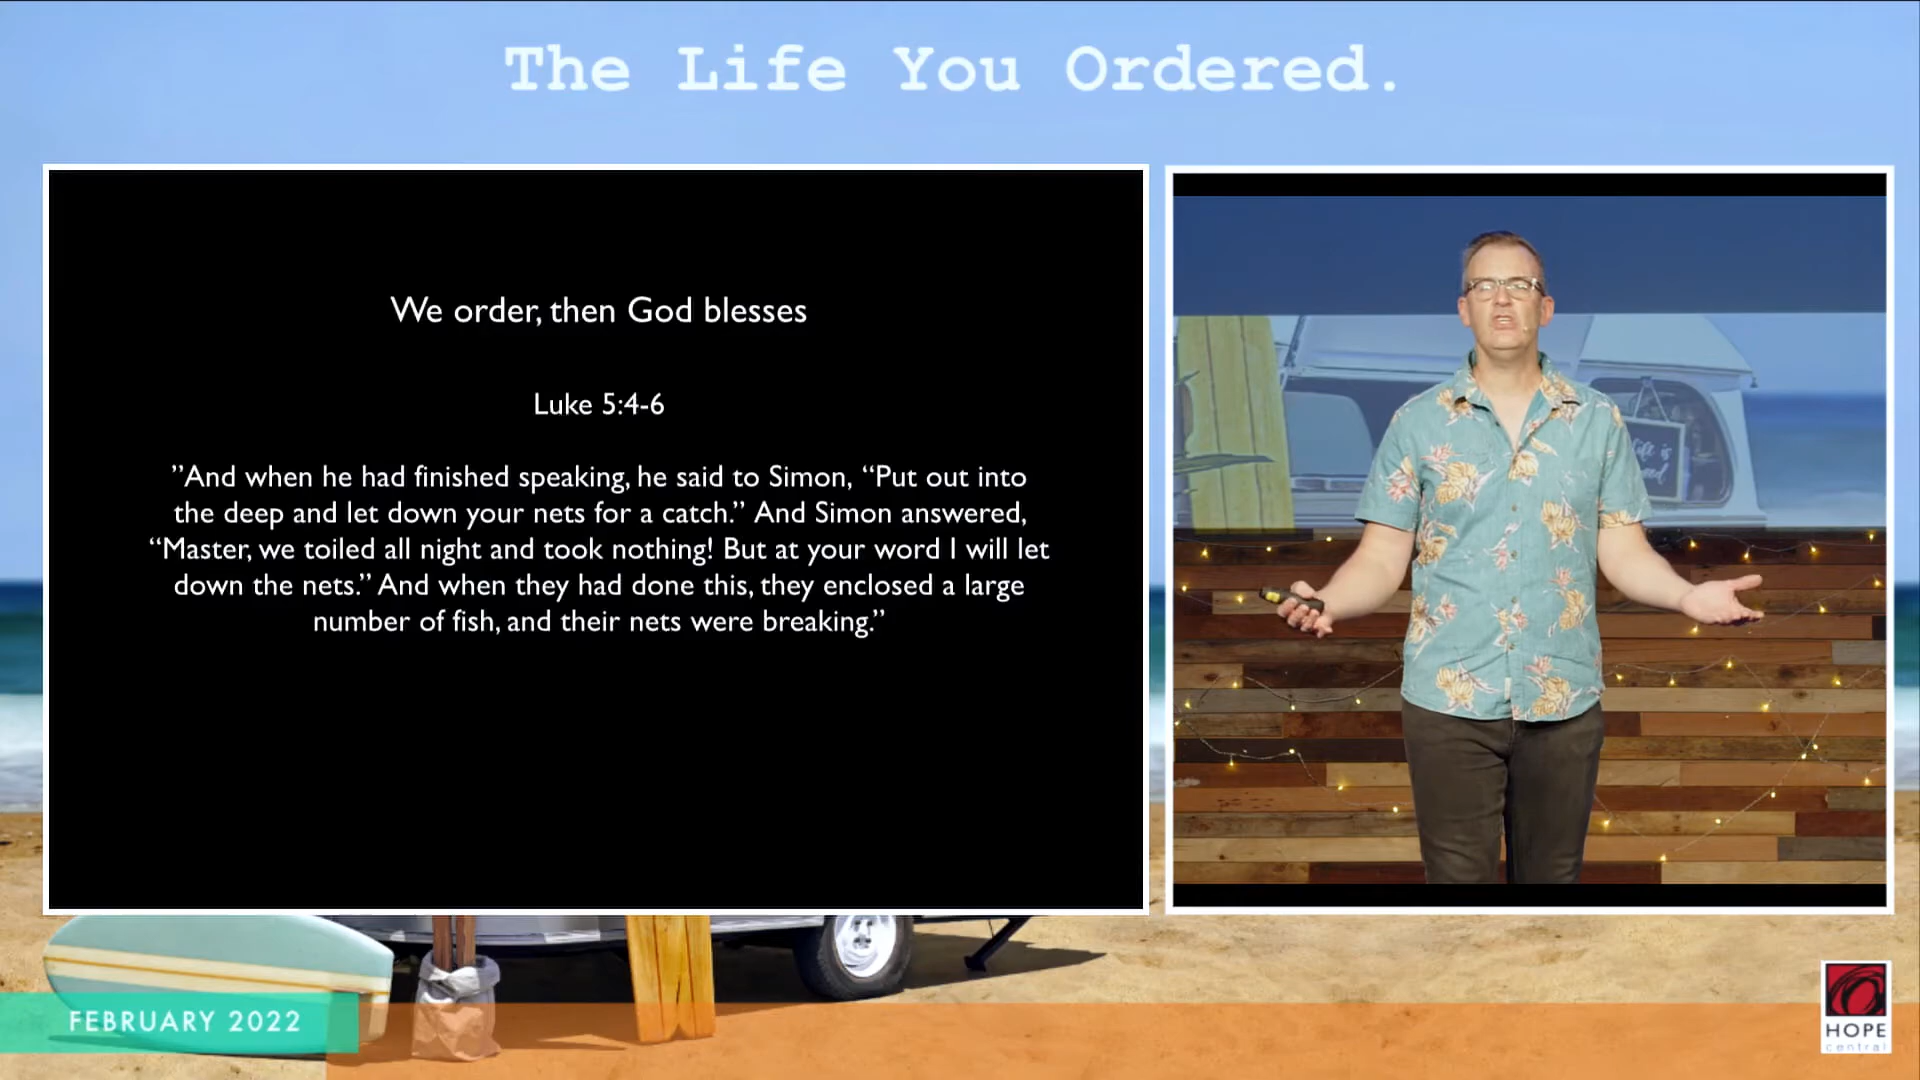 The Life You Ordered.
We order, then God blesses
Luke 5:4-6
”And when he had finished speaking, he said to Simon, “Put out into
the deep and let down your nets for a catch.” And Simon answered,
“Master, we toiled all night and took nothing! But at your word I will let
down the nets.” And when they had done this, they enclosed a large
number of fish, and their nets were breaking.”
life is
FEBRUARY 2022
HOPE
central